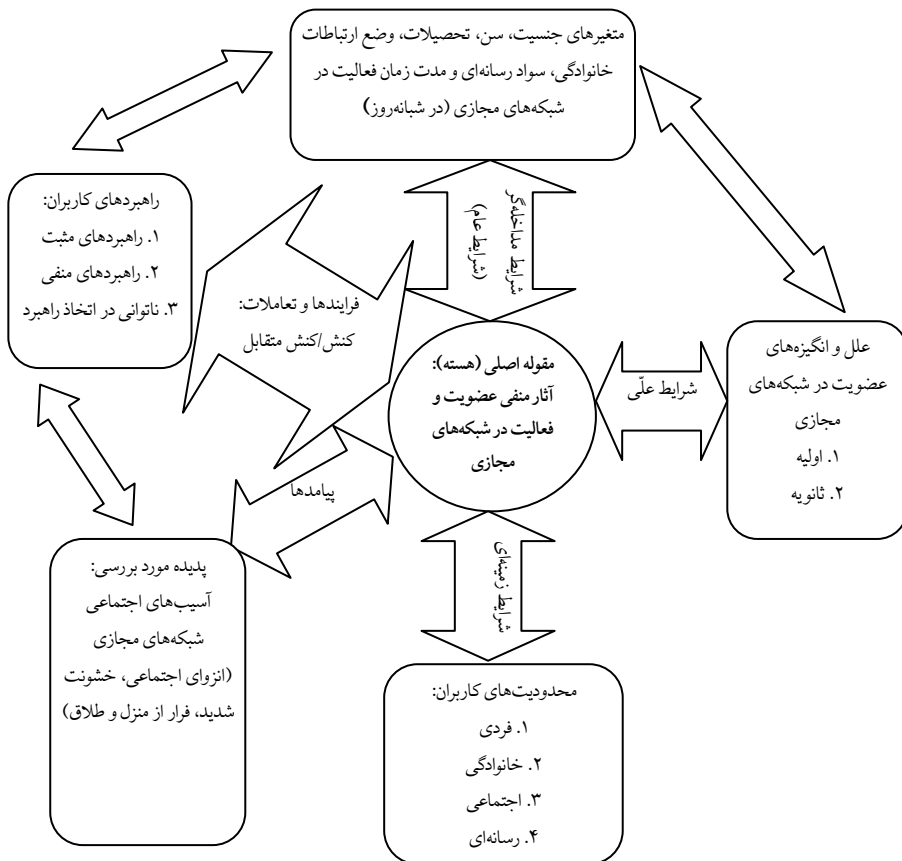 متغیرهای جنسیت، سن، تحصیلات، وضع ارتباطات
خانوادگی، سواد رسانه‌ای و مدت زمان فعالیت در
شبکه‌های مجازی (در شبانه‌روز)
شرایط مداخله‌گر
(شرایط عام)
راهبردهای کاربران:
۱. راهبردهای مثبت
۲. راهبردهای منفی
۳. ناتوانی در اتخاذ راهبرد
فرایندها و تعاملات:
کنش/کنش متقابل
مقوله اصلی (هسته):
آثار منفی عضویت و
فعالیت در شبکه‌های
مجازی
شرایط علّی
علل و انگیزه‌های
عضویت در شبکه‌های
مجازی
۱. اولیه
۲. ثانویه
پیامدها
پدیده مورد بررسی:
آسیب‌های اجتماعی
شبکه‌های مجازی
(انزوای اجتماعی، خشونت
شدید، فرار از منزل و طلاق)
شرایط زمینه‌ای
محدودیت‌های کاربران:
۱. فردی
۲. خانوادگی
۳. اجتماعی
۴. رسانه‌ای